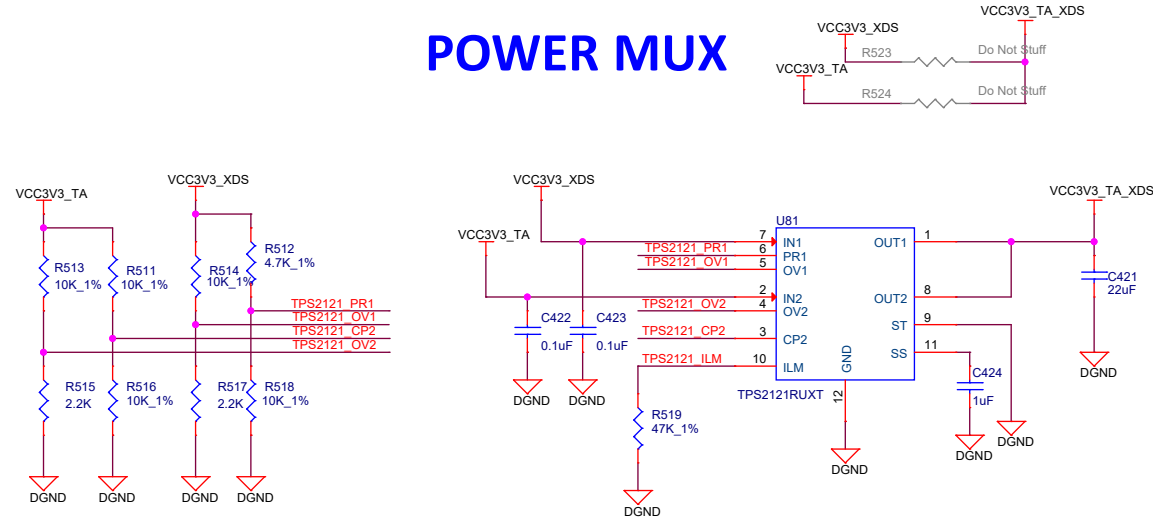 POWER MUX
VCC3V3_TA_XDS
VCC3V3_XDS
R523
Do Not Stuff
VCC3V3_TA
R524
Do Not Stuff
VCC3V3_TA
VCC3V3_XDS
R513
10K_1%
R511
10K_1%
R514
10K_1%
R512
4.7K_1%
TPS2121_PR1
TPS2121_OV1
TPS2121_CP2
TPS2121_OV2
R515
2.2K
R516
10K_1%
R517
2.2K
R518
10K_1%
DGND
DGND
DGND
DGND
VCC3V3_XDS
VCC3V3_TA
TPS2121_PR1
TPS2121_OV1
TPS2121_OV2
TPS2121_CP2
TPS2121_ILM
C422
0.1uF
C423
0.1uF
DGND
DGND
R519
47K_1%
DGND
U81
7
IN1
6
PR1
5
OV1
2
IN2
4
OV2
3
CP2
10
ILM
OUT1
1
OUT2
8
ST
9
SS
11
GND
12
TPS2121RUXT
DGND
C424
1uF
DGND
DGND
VCC3V3_TA_XDS
C421
22uF
DGND